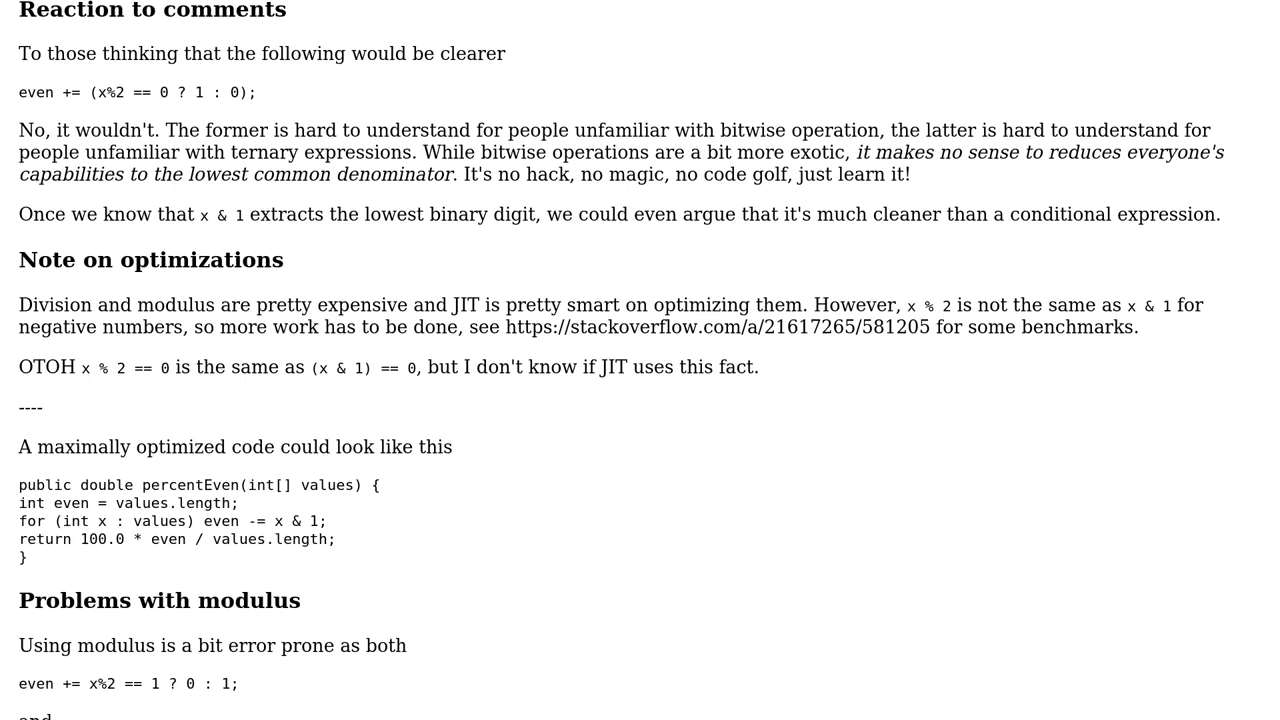 Reaction to comments
To those thinking that the following would be clearer
even += (x%2 == 0 ? 1 : 0);
No, it wouldn't. The former is hard to understand for people unfamiliar with bitwise operation, the latter is hard to understand for
people unfamiliar with ternary expressions. While bitwise operations are a bit more exotic, it makes no sense to reduces everyone's
capabilities to the lowest common denominator. It's no hack, no magic, no code golf, just learn it!
Once we know that x & 1 extracts the lowest binary digit, we could even argue that it's much cleaner than a conditional expression.
Note on optimizations
Division and modulus are pretty expensive and JIT is pretty smart on optimizing them. However, x % 2 is not the same as x & 1 for
negative numbers, so more work has to be done, see https://stackoverflow.com/a/21617265/581205 for some benchmarks.
OTOH x % 2 == 0 is the same as (x & 1) == 0, but I don't know if JIT uses this fact.
----
A maximally optimized code could look like this
public double percentEven(int[] values) {
int even = values.length;
for (int x : values) even -= x & 1;
return 100.0 * even / values.length;
}
Problems with modulus
Using modulus is a bit error prone as both
even += x%2 == 1 ? 0 : 1;
and